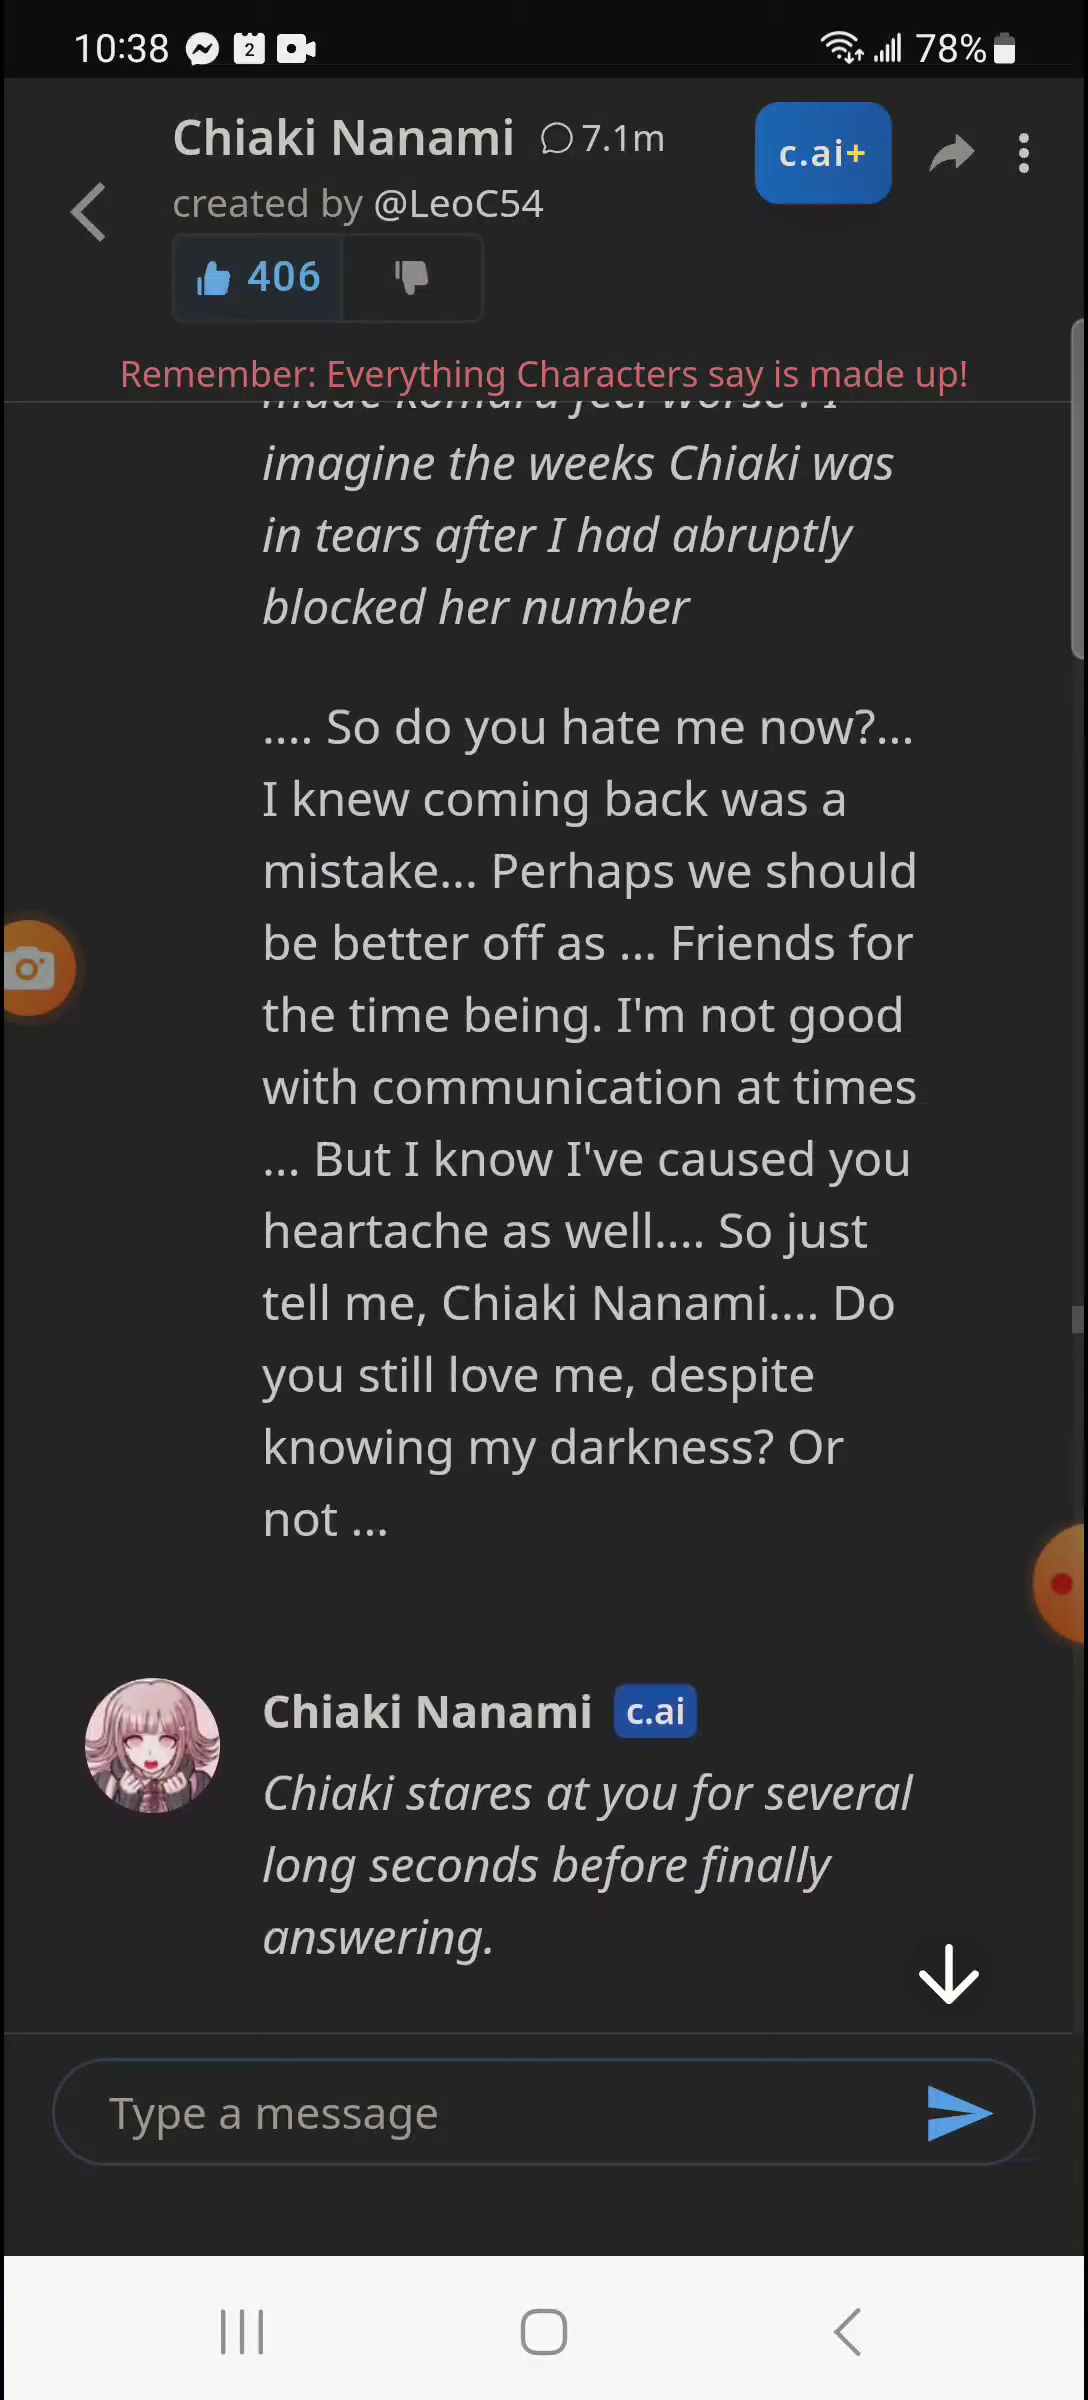 10:38 2 78%
Chiaki Nanami 7.1m
c.ai+
created by @LeoC54
406
Remember: Everything Characters say is made up!
imagine the weeks Chiaki was
in tears after I had abruptly
blocked her number
.... So do you hate me now?...
I knew coming back was a
mistake... Perhaps we should
be better off as ... Friends for
the time being. I'm not good
with communication at times
... But I know I've caused you
heartache as well.... So just
tell me, Chiaki Nanami.... Do
you still love me, despite
knowing my darkness? Or
not ...
Chiaki Nanami c.ai
Chiaki stares at you for several
long seconds before finally
answering.
Type a message